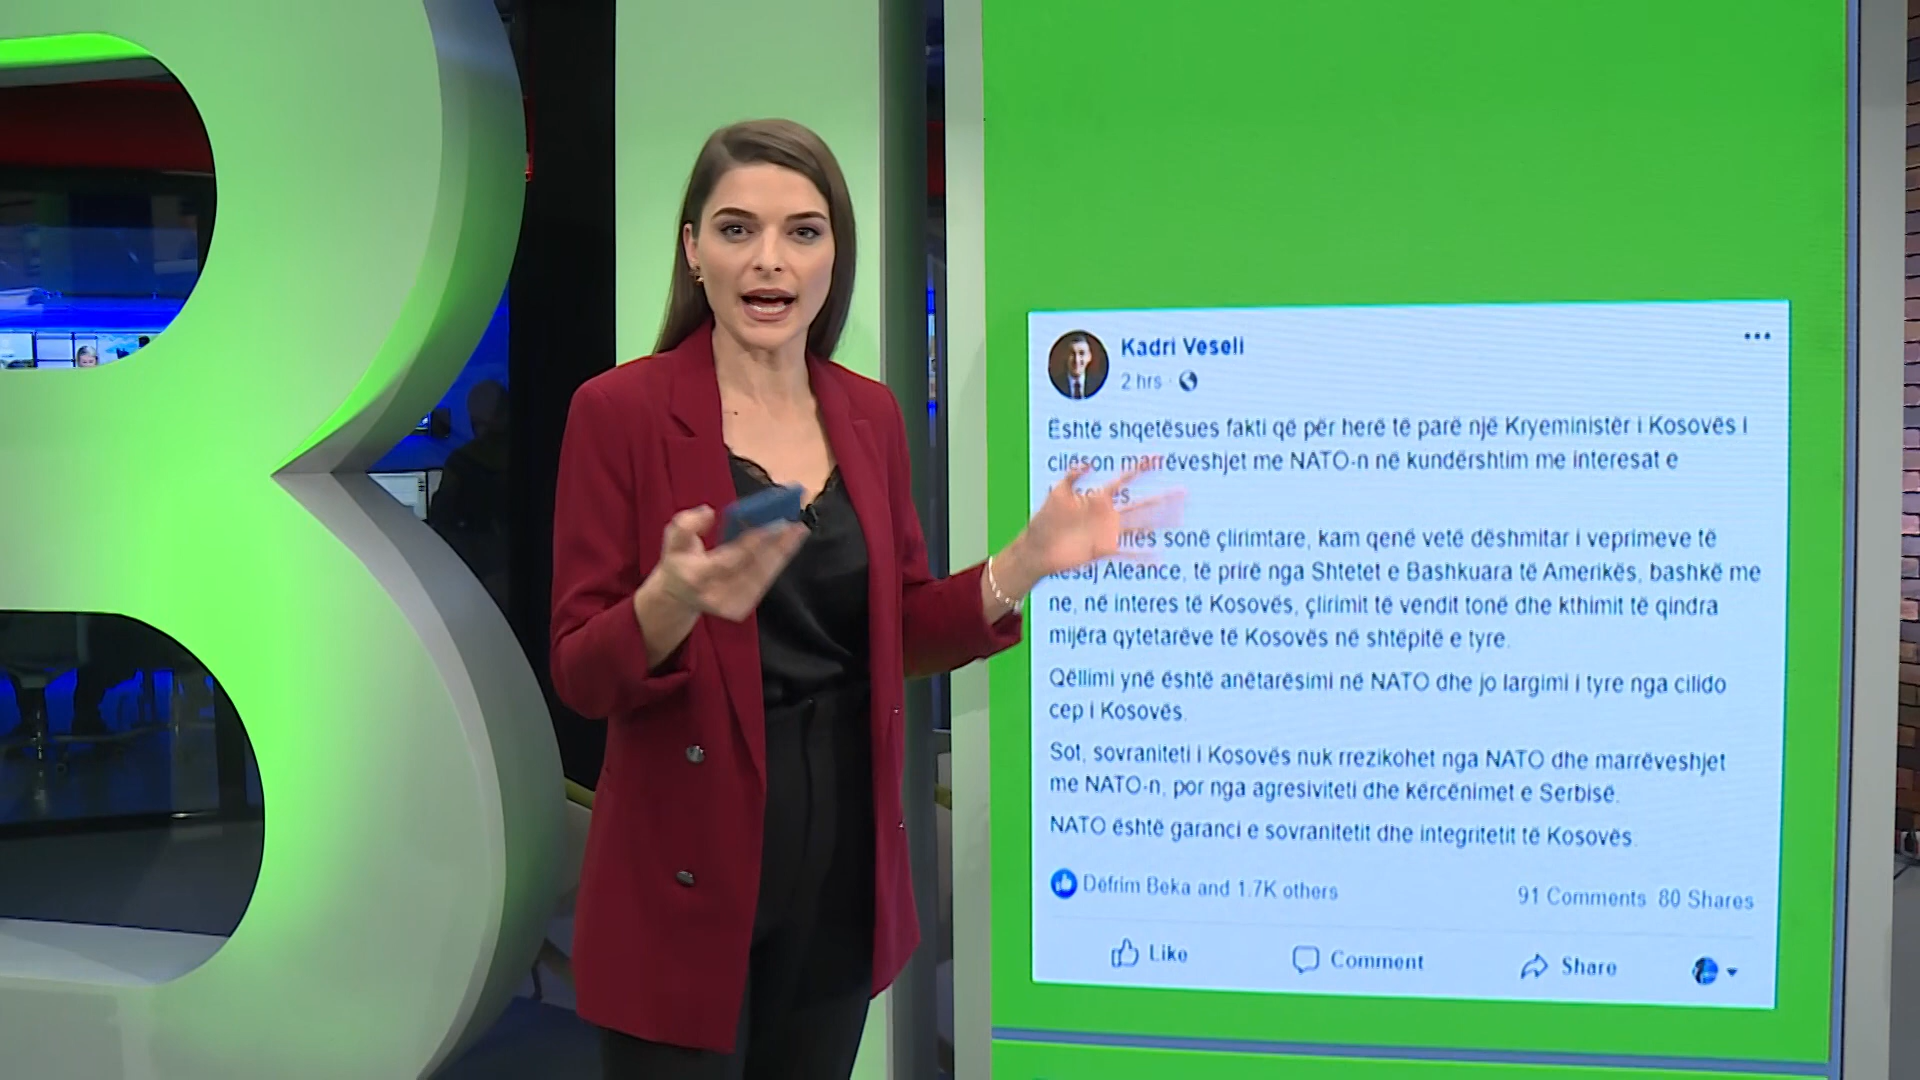 B
Kadri Veseli
2 hrs
Është shqetësues fakti që për herë të parë një Kryeministër i Kosovës i
cilëson marrëveshjet me NATO-n në kundërshtim me interesat e
sonë çlirimtare, kam qenë vetë dëshmitar i veprimeve të
kësaj Aleance, të prirë nga Shtetet e Bashkuara të Amerikës, bashkë me
ne, në interes të Kosovës, çlirimit të vendit tonë dhe kthimit të qindra
mijëra qytetarëve të Kosovës në shtëpitë e tyre.
Qëllimi ynë është anëtarësimi në NATO dhe jo largimi i tyre nga cilido
cep i Kosovës.
Sot, sovraniteti i Kosovës nuk rrezikohet nga NATO dhe marrëveshjet
me NATO-n, por nga agresiviteti dhe kërcënimet e Serbisë.
NATO është garanci e sovranitetit dhe integritetit të Kosovës.
Defrim Beka and 1.7K others
91 Comments 80 Shares
Like Comment Share